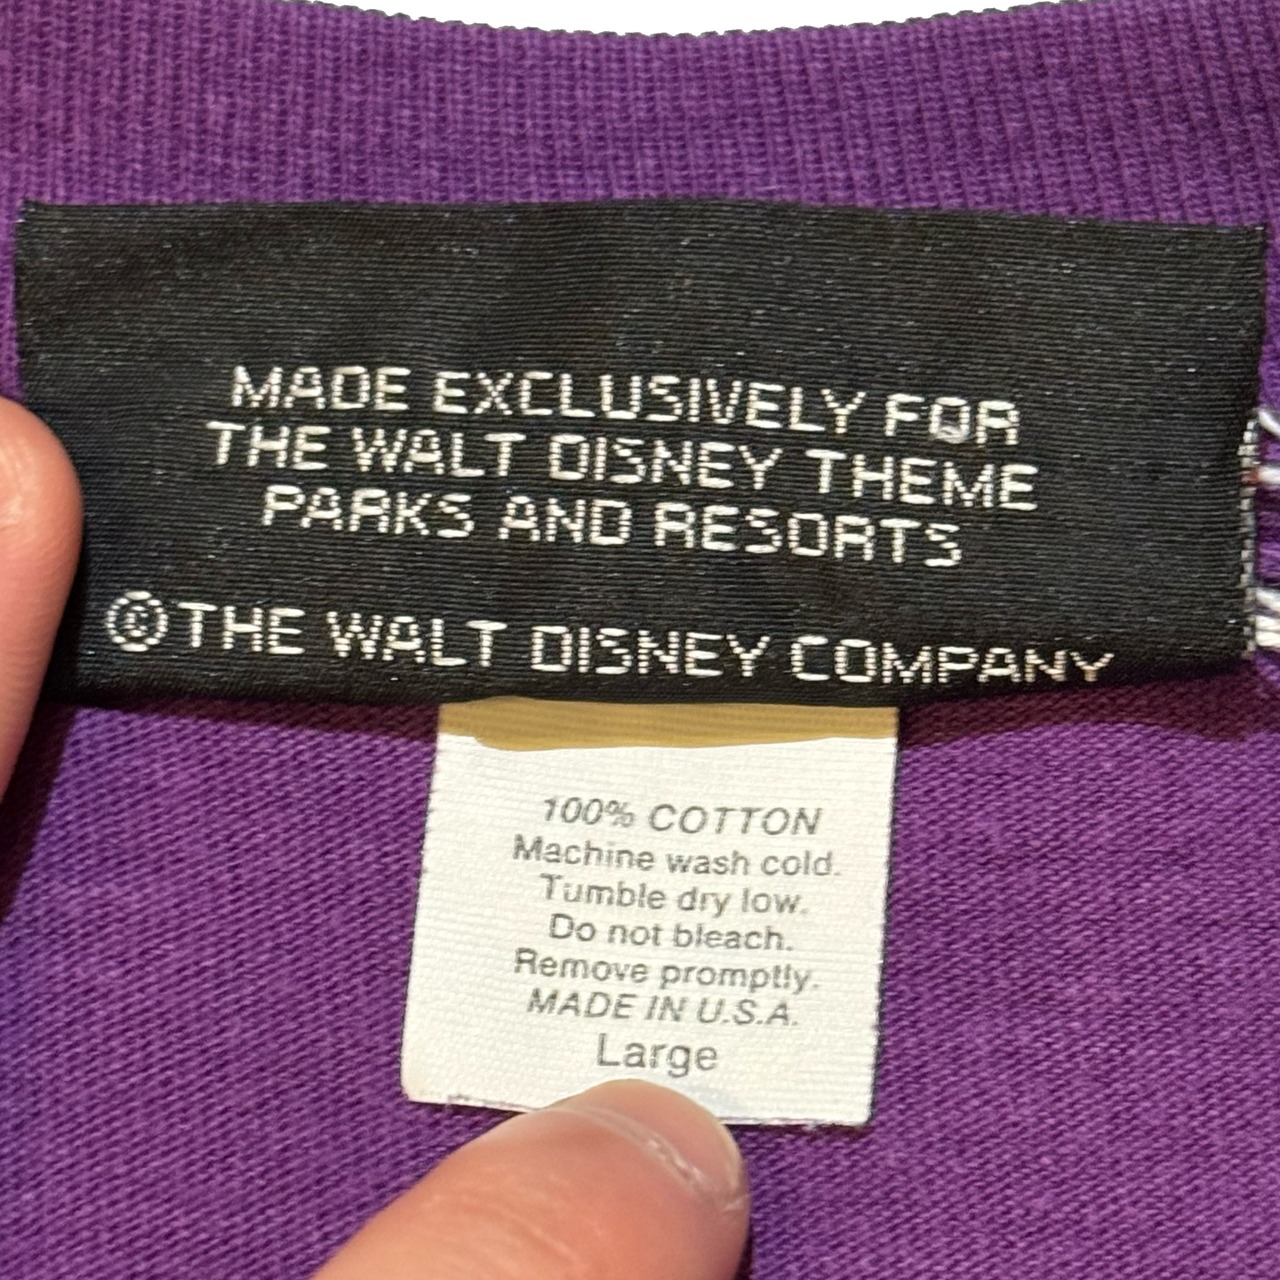 MADE EXCLUSIVELY FOR
THE WALT DISNEY THEME
PARKS AND RESORTS
©THE WALT DISNEY COMPANY
100% COTTON
Machine wash cold.
Tumble dry low.
Do not bleach.
Remove promptly.
MADE IN U.S.A.
Large